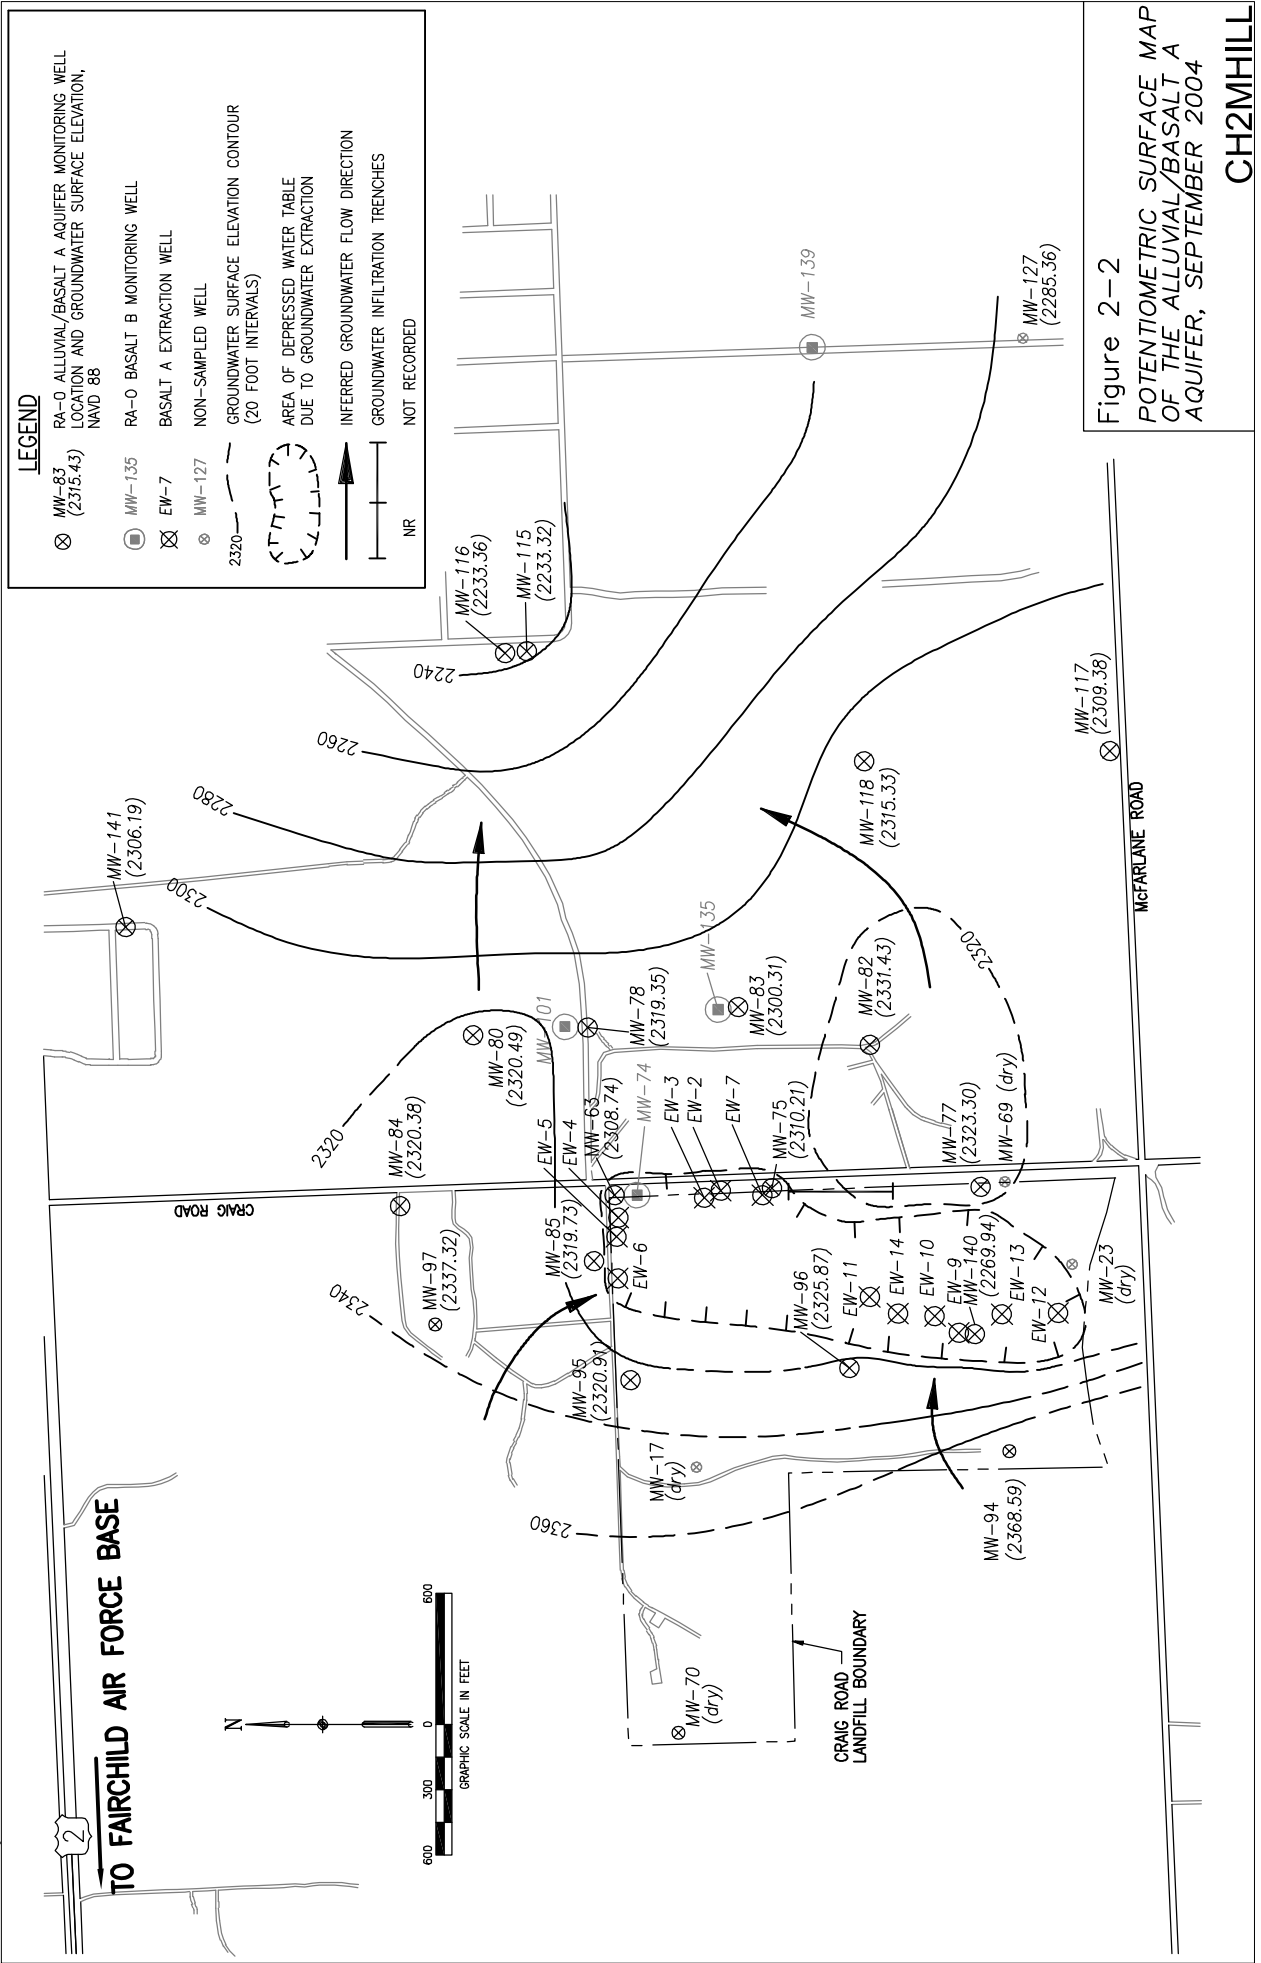 LEGEND
MW-83
(2315.43)
RA-O ALLUVIAL/BASALT A AQUIFER MONITORING WELL
LOCATION AND GROUNDWATER SURFACE ELEVATION,
NAVD 88
MW-135
RA-O BASALT B MONITORING WELL
EW-7
BASALT A EXTRACTION WELL
MW-127
NON-SAMPLED WELL
2320
GROUNDWATER SURFACE ELEVATION CONTOUR
(20 FOOT INTERVALS)
AREA OF DEPRESSED WATER TABLE
DUE TO GROUNDWATER EXTRACTION
INFERRED GROUNDWATER FLOW DIRECTION
GROUNDWATER INFILTRATION TRENCHES
NR
NOT RECORDED
2
TO FAIRCHILD AIR FORCE BASE
N
600
300
0
600
GRAPHIC SCALE IN FEET
CRAIG ROAD
MW-141
(2306.19)
2300
2280
2260
2240
MW-116
(2233.36)
MW-115
(2233.32)
2320
MW-84
(2320.38)
MW-80
(2320.49)
MW-101
MW-97
(2337.32)
2340
MW-85
(2319.73)
EW-5
EW-4
MW-63
(2308.74)
MW-78
(2319.35)
MW-74
EW-6
EW-3
EW-2
EW-7
MW-75
(2310.21)
MW-135
MW-83
(2300.31)
MW-139
MW-95
(2320.91)
MW-17
(dry)
2360
MW-70
(dry)
CRAIG ROAD
LANDFILL BOUNDARY
MW-96
(2325.87)
EW-11
EW-14
EW-10
EW-9
MW-140
(2269.94)
EW-13
EW-12
MW-23
(dry)
MW-94
(2368.59)
MW-82
(2331.43)
MW-77
(2323.30)
MW-69 (dry)
2320
MW-118
(2315.33)
MW-117
(2309.38)
MW-127
(2285.36)
McFARLANE ROAD
Figure 2-2
POTENTIOMETRIC SURFACE MAP
OF THE ALLUVIAL/BASALT A
AQUIFER, SEPTEMBER 2004
CH2MHILL